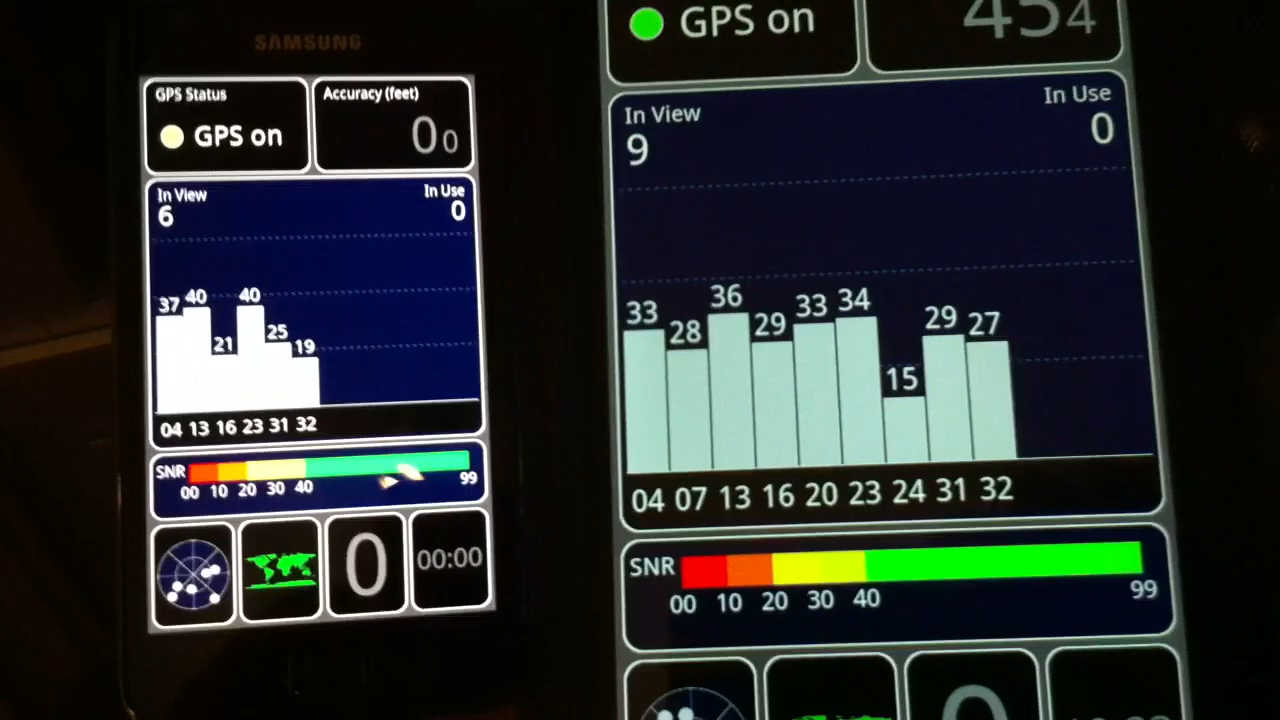 SAMSUNG
GPS Status
GPS on
Accuracy (feet)
00
In View
6
In Use
0
37 40 21 40 25 19
04 13 16 23 31 32
SNR
00 10 20 30 40 99
0
00:00
GPS on
454
In View
9
In Use
0
33 28 36 29 33 34 15 29 27
04 07 13 16 20 23 24 31 32
SNR
00 10 20 30 40 99